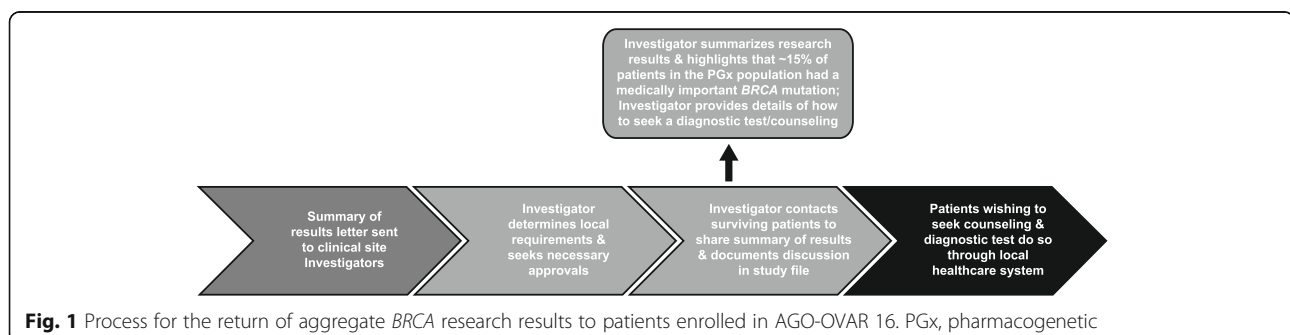 Investigator summarizes research
results & highlights that ~15% of
patients in the PGx population had a
medically important BRCA mutation;
Investigator provides details of how
to seek a diagnostic test/counseling
Summary of
results letter sent
to clinical site
Investigators
Investigator
determines local
requirements &
seeks necessary
approvals
Investigator contacts
surviving patients to
share summary of results
& documents discussion
in study file
Patients wishing to
seek counseling &
diagnostic test do so
through local
healthcare system
Fig. 1 Process for the return of aggregate BRCA research results to patients enrolled in AGO-OVAR 16. PGx, pharmacogenetic